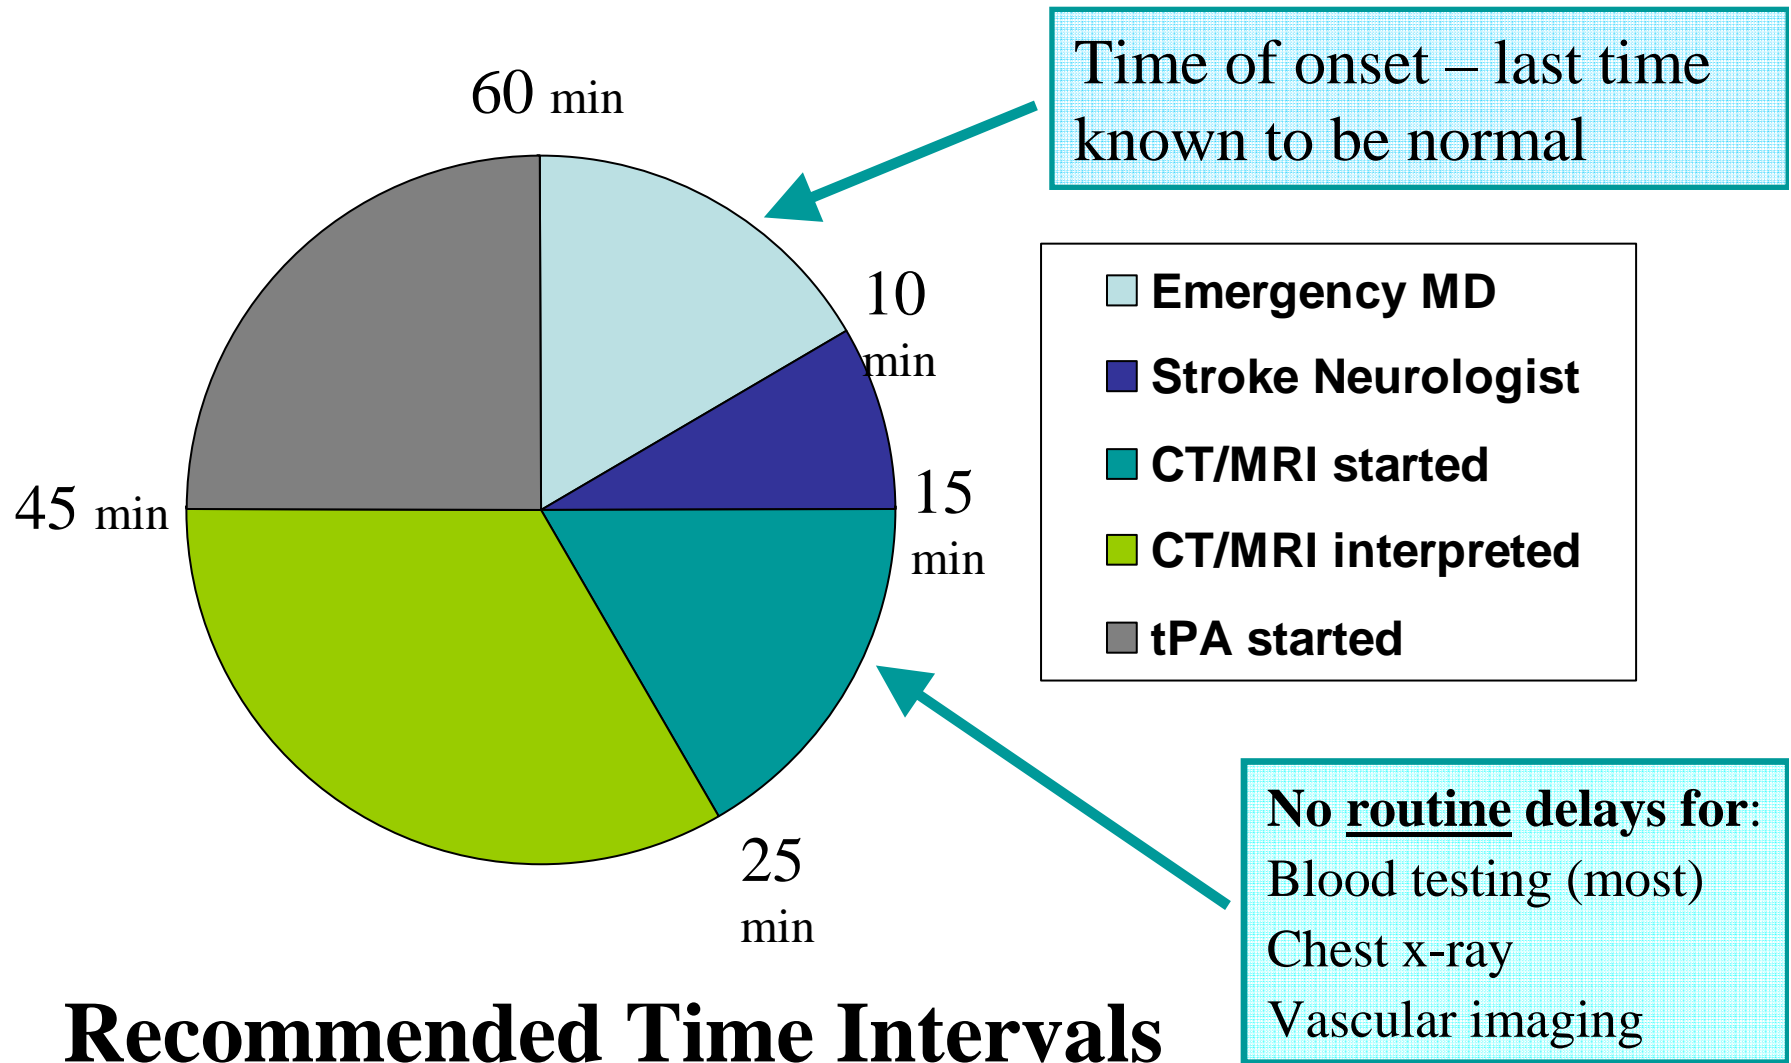 60 min
Time of onset – last time
known to be normal
10
min
Emergency MD
Stroke Neurologist
CT/MRI started
CT/MRI interpreted
tPA started
15
min
45 min
25
min
No routine delays for:
Blood testing (most)
Chest x-ray
Vascular imaging
Recommended Time Intervals